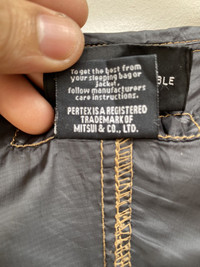 To get the best from
your sleeping bag or
Jacket,
follow manufacturers
care instructions.
PERTEX IS A REGISTERED
TRADEMARK OF
MITSUI & CO., LTD.
BLE